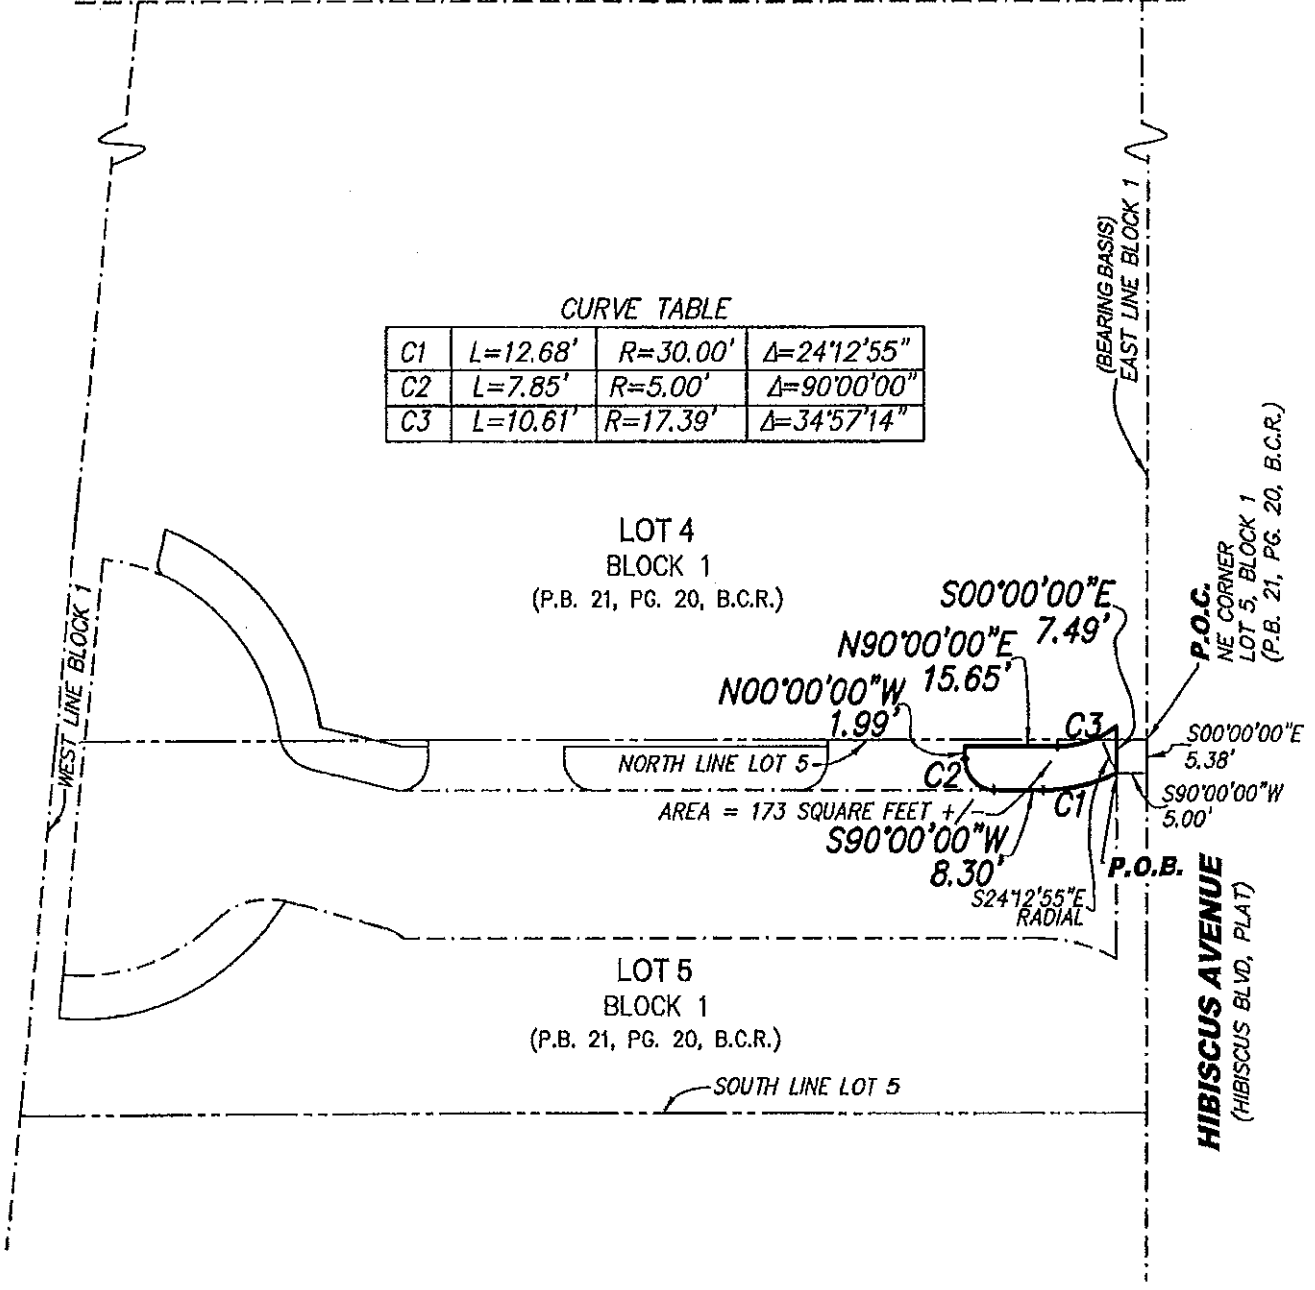 (BEARING BASIS)
EAST LINE BLOCK 1
CURVE TABLE
C1 L=12.68' R=30.00' Δ=24°12'55"
C2 L=7.85' R=5.00' Δ=90°00'00"
C3 L=10.61' R=17.39' Δ=34°57'14"
LOT 4
BLOCK 1
(P.B. 21, PG. 20, B.C.R.)
P.O.C.
NE CORNER
LOT 5, BLOCK 1
(P.B. 21, PG. 20, B.C.R.)
WEST LINE BLOCK 1
S00°00'00"E
7.49'
N90°00'00"E
15.65'
N00°00'00"W
1.99'
C3
S00°00'00"E
5.38'
NORTH LINE LOT 5
C2
C1
S90°00'00"W
5.00'
AREA = 173 SQUARE FEET +/-
S90°00'00"W
8.30'
P.O.B.
S24°12'55"E
RADIAL
LOT 5
BLOCK 1
(P.B. 21, PG. 20, B.C.R.)
HIBISCUS AVENUE
(HIBISCUS BLVD, PLAT)
SOUTH LINE LOT 5